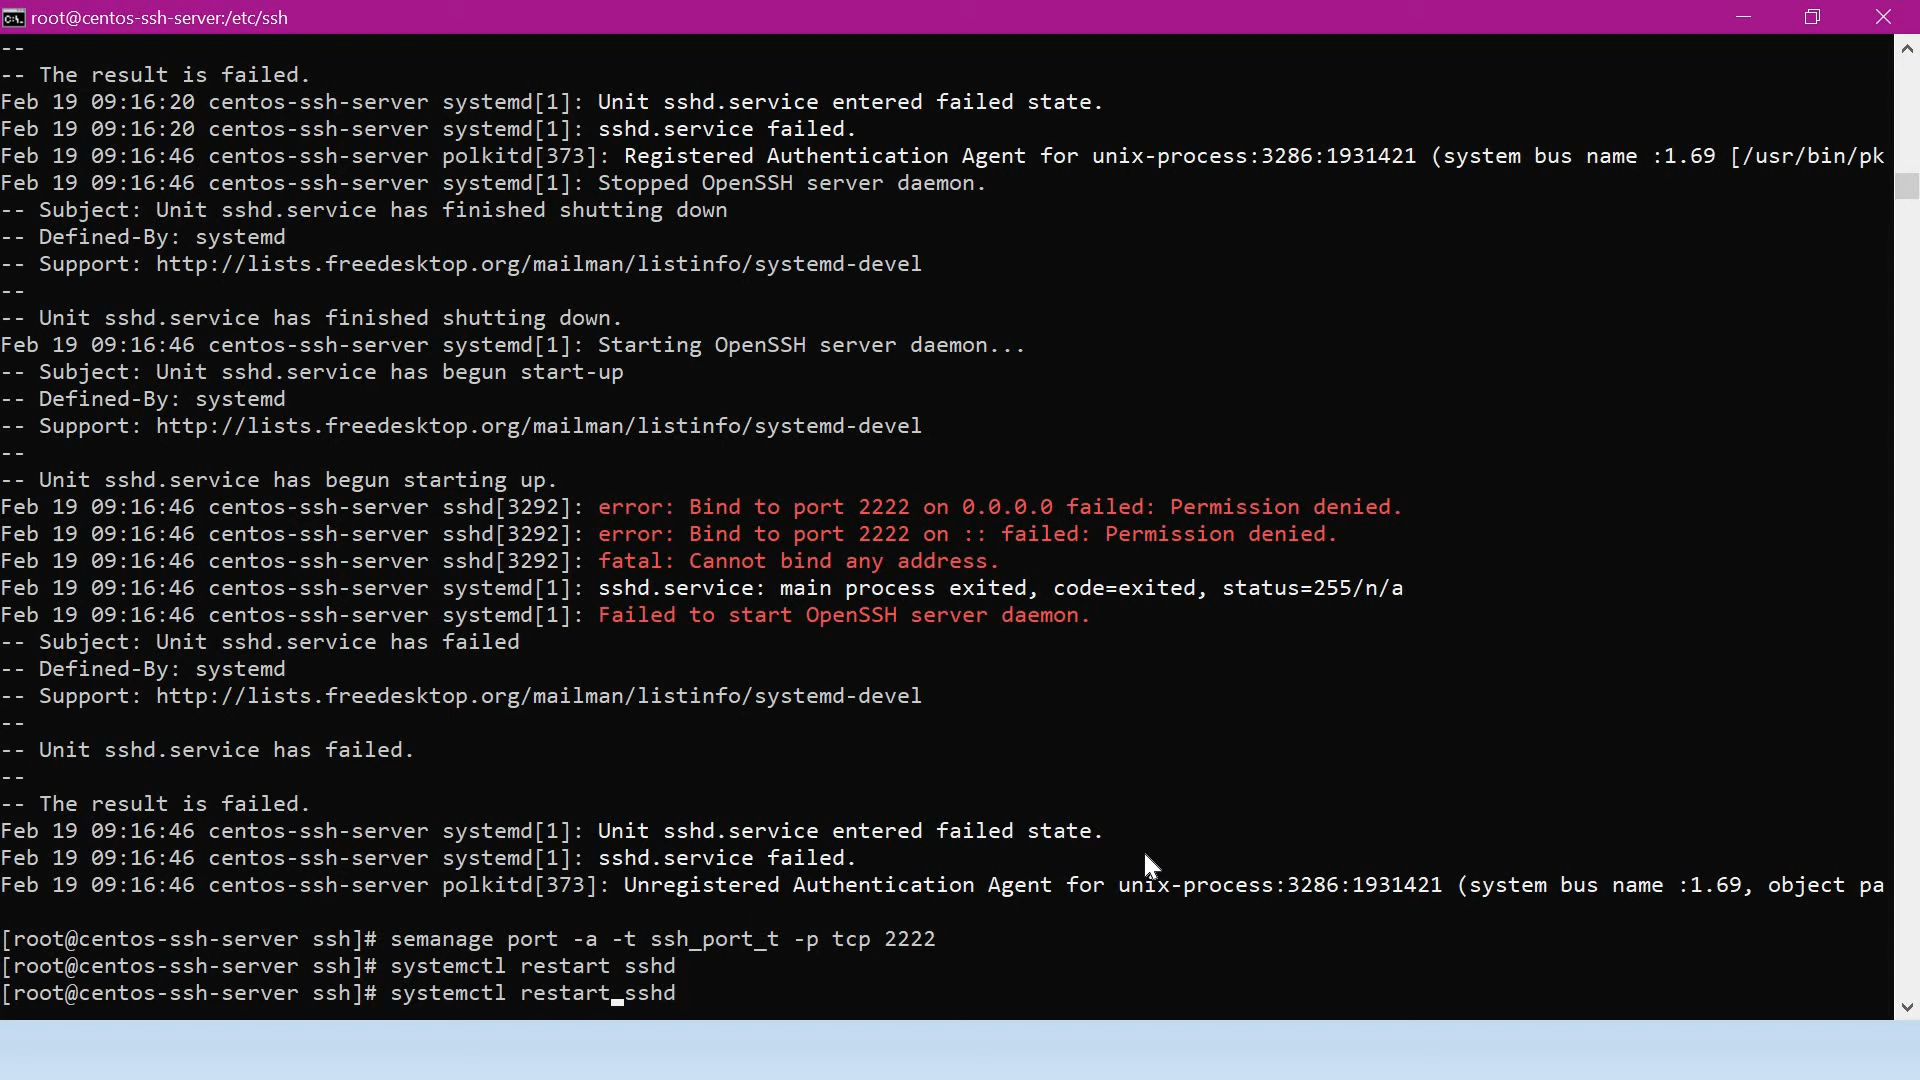 root@centos-ssh-server:/etc/ssh
--
-- The result is failed.
Feb 19 09:16:20 centos-ssh-server systemd[1]: Unit sshd.service entered failed state.
Feb 19 09:16:20 centos-ssh-server systemd[1]: sshd.service failed.
Feb 19 09:16:46 centos-ssh-server polkitd[373]: Registered Authentication Agent for unix-process:3286:1931421 (system bus name :1.69 [/usr/bin/pk
Feb 19 09:16:46 centos-ssh-server systemd[1]: Stopped OpenSSH server daemon.
-- Subject: Unit sshd.service has finished shutting down
-- Defined-By: systemd
-- Support: http://lists.freedesktop.org/mailman/listinfo/systemd-devel
--
-- Unit sshd.service has finished shutting down.
Feb 19 09:16:46 centos-ssh-server systemd[1]: Starting OpenSSH server daemon...
-- Subject: Unit sshd.service has begun start-up
-- Defined-By: systemd
-- Support: http://lists.freedesktop.org/mailman/listinfo/systemd-devel
--
-- Unit sshd.service has begun starting up.
Feb 19 09:16:46 centos-ssh-server sshd[3292]: error: Bind to port 2222 on 0.0.0.0 failed: Permission denied.
Feb 19 09:16:46 centos-ssh-server sshd[3292]: error: Bind to port 2222 on :: failed: Permission denied.
Feb 19 09:16:46 centos-ssh-server sshd[3292]: fatal: Cannot bind any address.
Feb 19 09:16:46 centos-ssh-server systemd[1]: sshd.service: main process exited, code=exited, status=255/n/a
Feb 19 09:16:46 centos-ssh-server systemd[1]: Failed to start OpenSSH server daemon.
-- Subject: Unit sshd.service has failed
-- Defined-By: systemd
-- Support: http://lists.freedesktop.org/mailman/listinfo/systemd-devel
--
-- Unit sshd.service has failed.
--
-- The result is failed.
Feb 19 09:16:46 centos-ssh-server systemd[1]: Unit sshd.service entered failed state.
Feb 19 09:16:46 centos-ssh-server systemd[1]: sshd.service failed.
Feb 19 09:16:46 centos-ssh-server polkitd[373]: Unregistered Authentication Agent for unix-process:3286:1931421 (system bus name :1.69, object pa
[root@centos-ssh-server ssh]# semanage port -a -t ssh_port_t -p tcp 2222
[root@centos-ssh-server ssh]# systemctl restart sshd
[root@centos-ssh-server ssh]# systemctl restart sshd